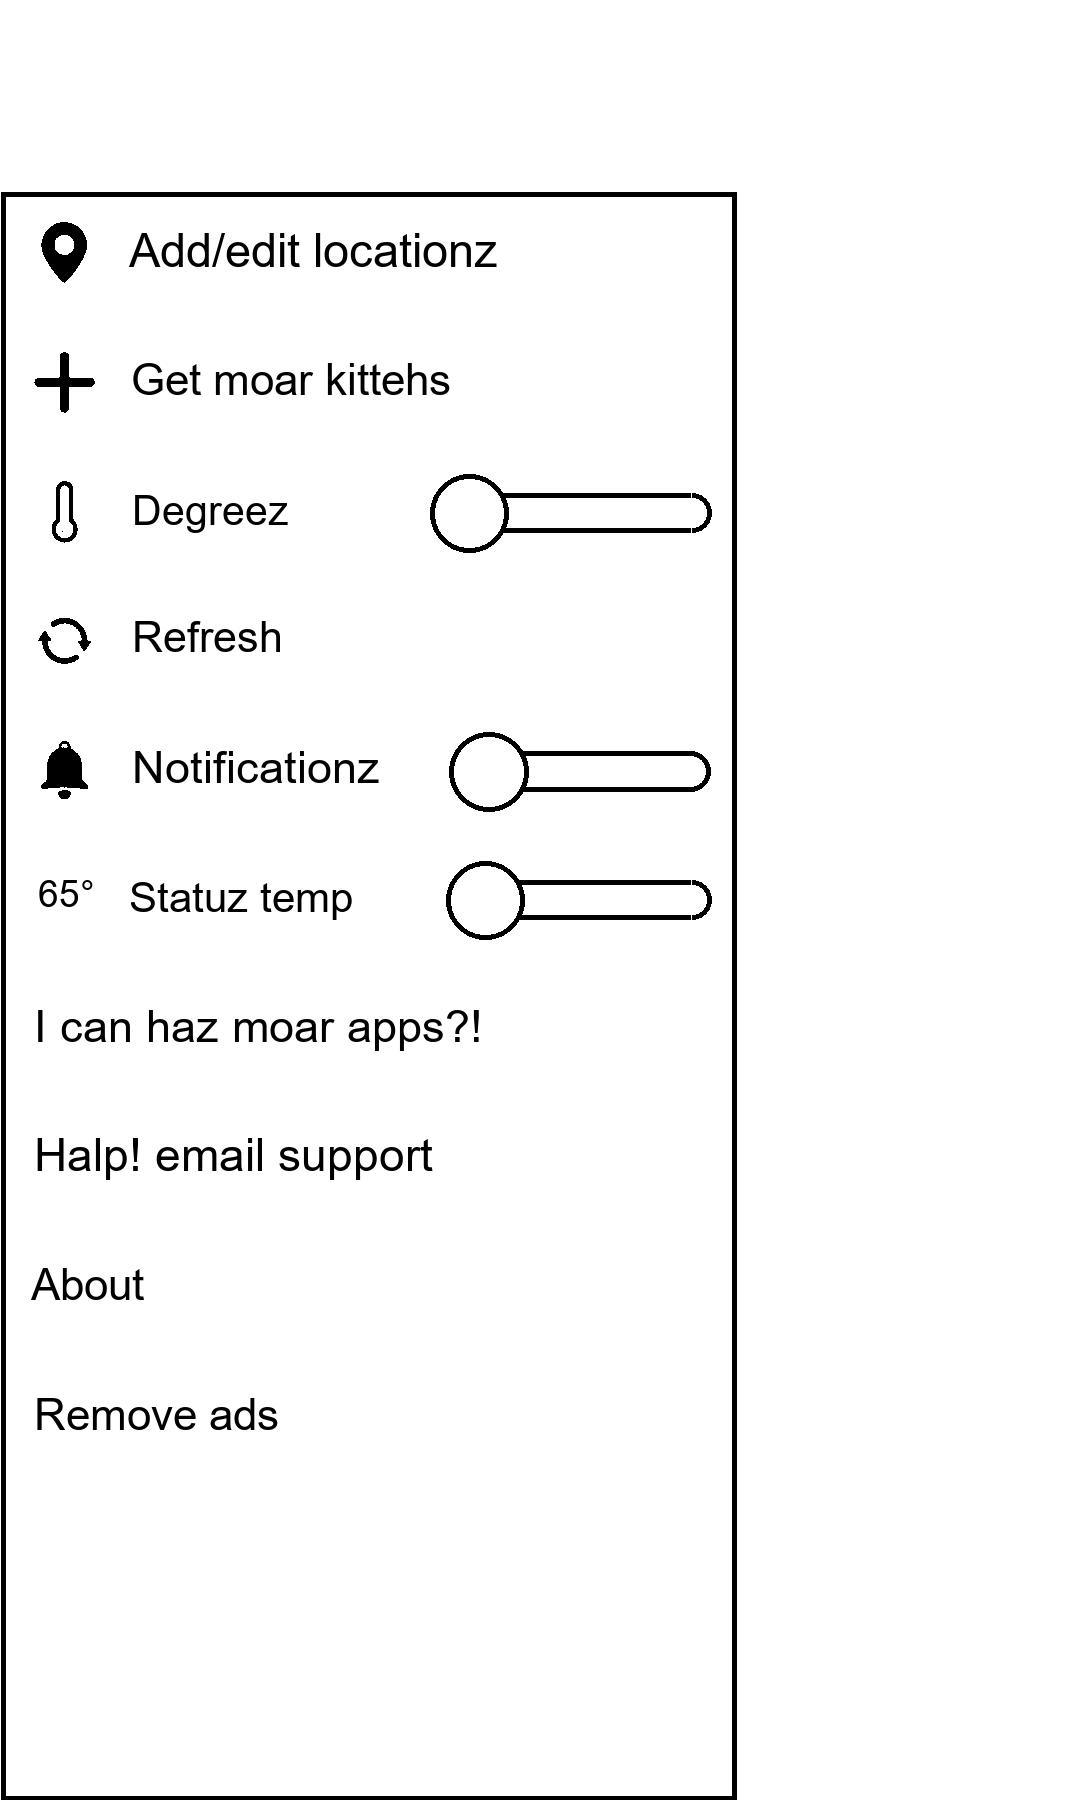 Add/edit locationz
Get moar kittehs
Degreez
Refresh
Notificationz
65° Statuz temp
I can haz moar apps?!
Halp! email support
About
Remove ads